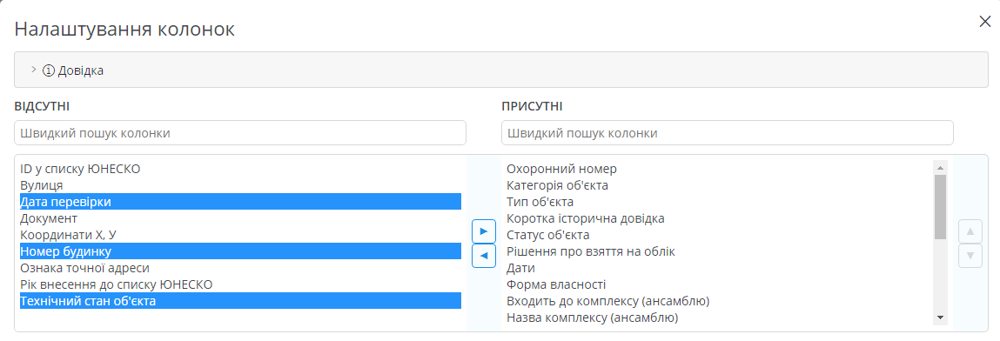 Налаштування колонок
① Довідка
ВІДСУТНІ
Швидкий пошук колонки
ID у списку ЮНЕСКО
Вулиця
Дата перевірки
Документ
Координати X, У
Номер будинку
Ознака точної адреси
Рік внесення до списку ЮНЕСКО
Технічний стан об'єкта
ПРИСУТНІ
Швидкий пошук колонки
Охоронний номер
Категорія об'єкта
Тип об'єкта
Коротка історична довідка
Статус об'єкта
Рішення про взяття на облік
Дати
Форма власності
Входить до комплексу (ансамблю)
Назва комплексу (ансамблю)